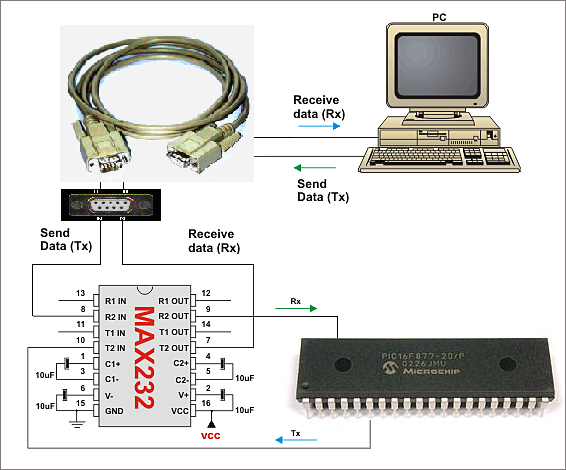 PC
Receive
data (Rx)
Send
Data (Tx)
Send
Data (Tx)
Receive
data (Rx)
13 R1 IN R1 OUT 12
8 R2 IN R2 OUT 9
11 T1 IN T1 OUT 14
10 T2 IN T2 OUT 7
1 C1+ C2+ 4
3 C1- C2- 5
10uF 10uF
6 V- V+ 2
15 GND VCC 16
10uF 10uF
MAX232
VCC
Rx
PIC16F877-20/P
0226JMU
MICROCHIP
Tx